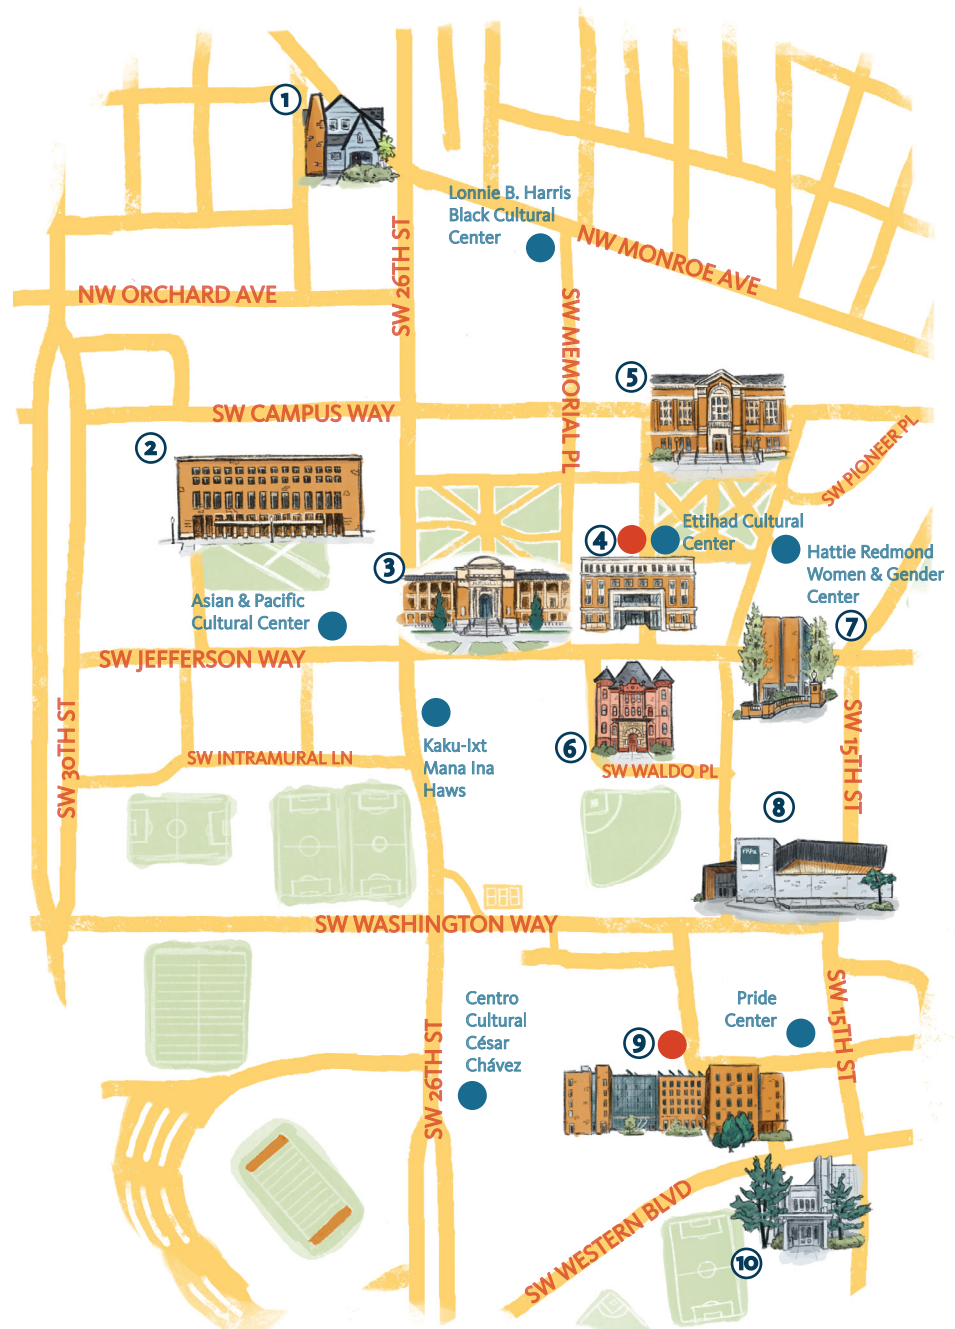 1
Lonnie B. Harris
Black Cultural
Center
SW 26TH ST
NW MONROE AVE
NW ORCHARD AVE
SW MEMORIAL PL
5
SW CAMPUS WAY
2
SW PIONEER PL
4
Ettihad Cultural
Center
3
Hattie Redmond
Women & Gender
Center
Asian & Pacific
Cultural Center
7
SW JEFFERSON WAY
SW 30TH ST
SW 15TH ST
Kaku-Ixt
Mana Ina
Haws
6
SW INTRAMURAL LN
SW WALDO PL
8
SW WASHINGTON WAY
Centro
Cultural
César
Chávez
Pride
Center
SW 15TH ST
9
SW 26TH ST
SW WESTERN BLVD
10